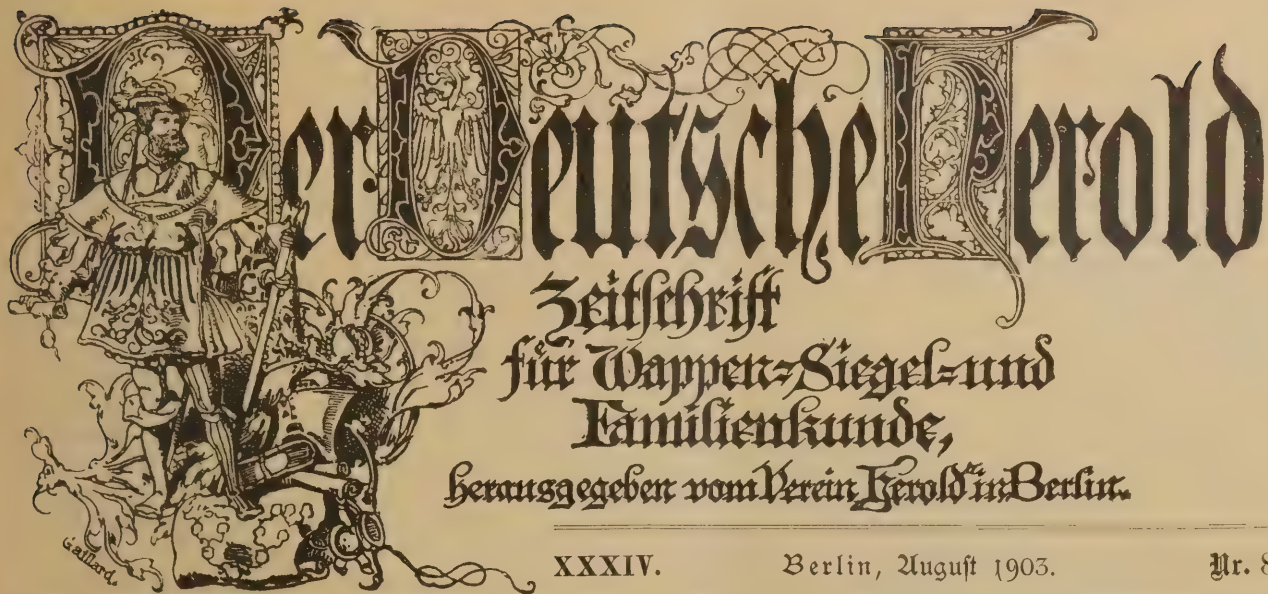 Der Deutsche Herold
Zeitschrift
für Wappen-Siegel-und
Familienkunde,
herausgegeben vom Verein „Herold“ in Berlin.
XXXIV. Berlin, August 1903. Nr. 8
Gaillard.